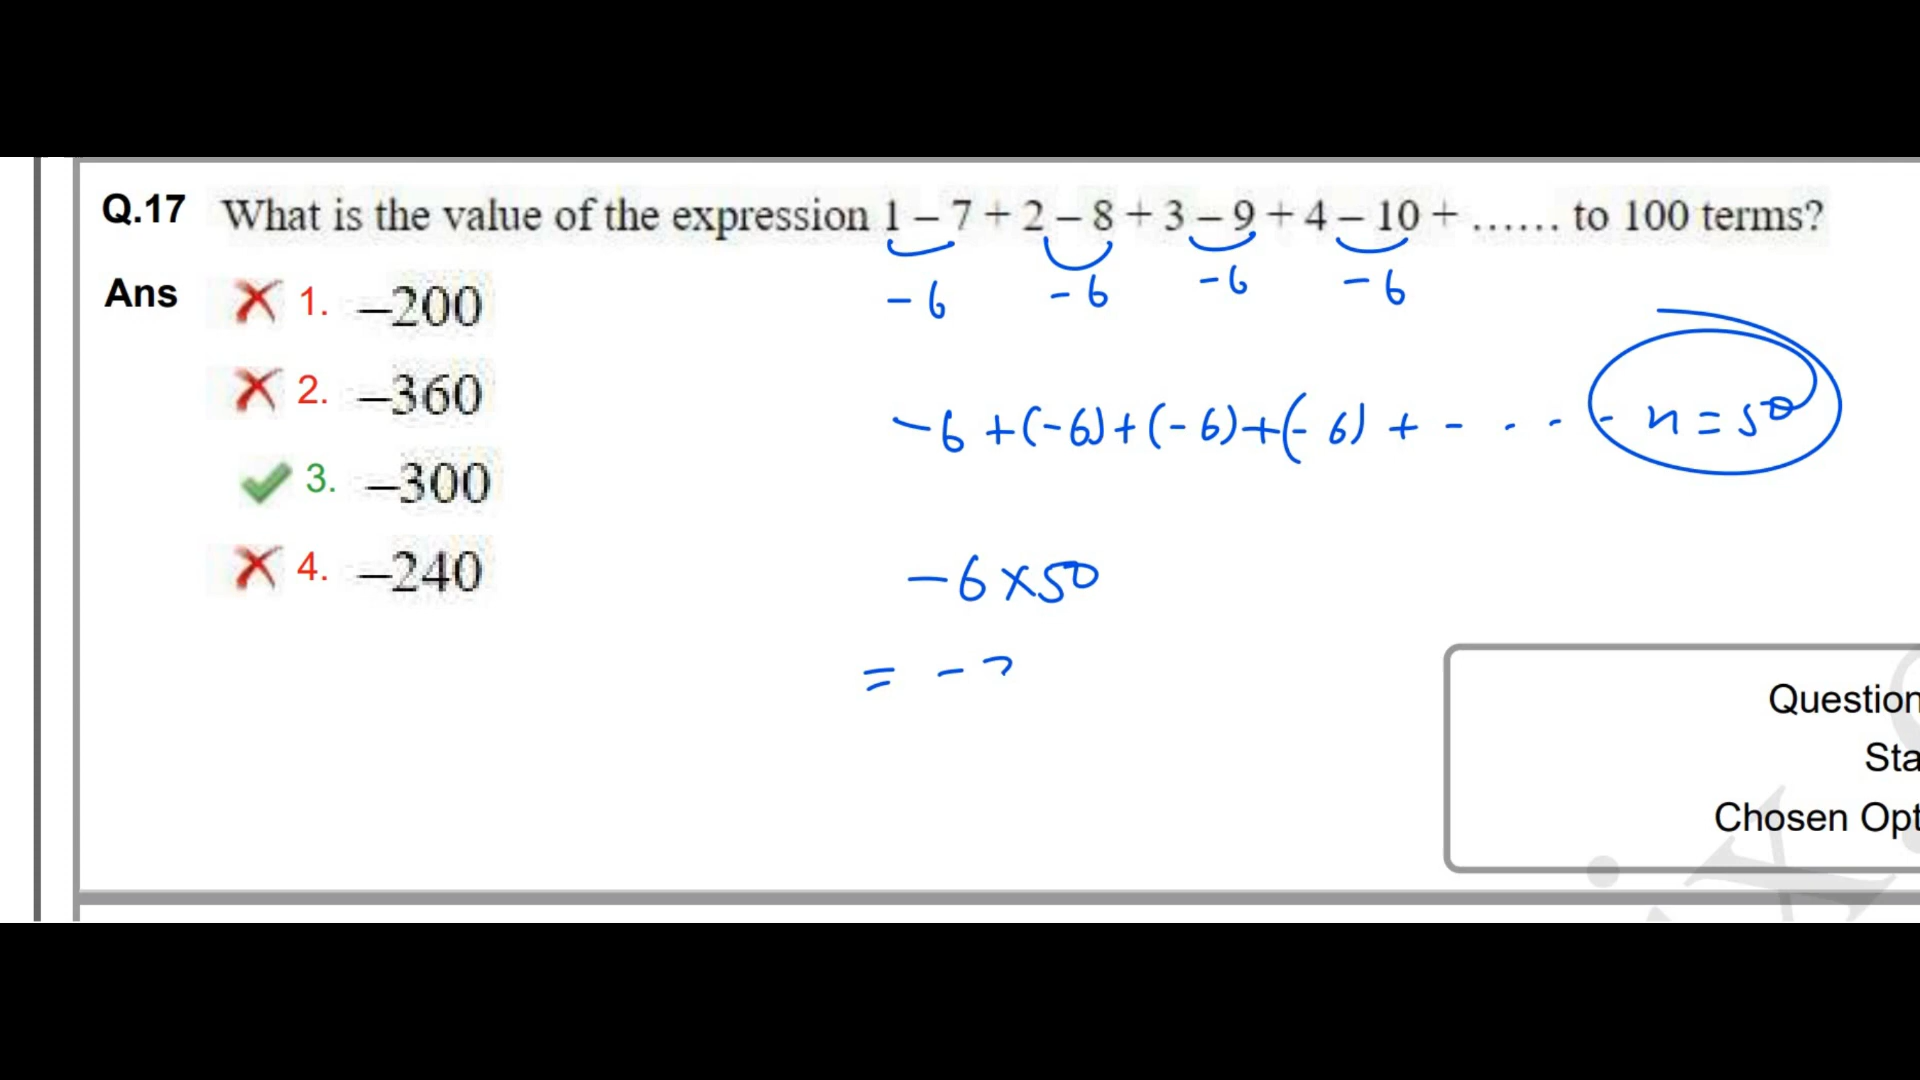 Q.17 What is the value of the expression 1 – 7 + 2 – 8 + 3 – 9 + 4 – 10 + ...... to 100 terms?
-6 -6 -6 -6
Ans
1. –200
2. –360
3. –300
4. –240
-6 +(-6)+(-6)+(-6) + - . . - - n = 50
-6 x 50
= -
Question
Sta
Chosen Opt